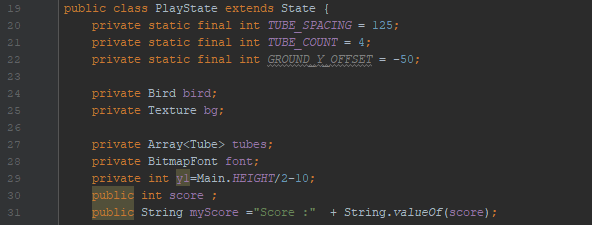 19 public class PlayState extends State {
20 private static final int TUBE_SPACING = 125;
21 private static final int TUBE_COUNT = 4;
22 private static final int GROUND_Y_OFFSET = -50;
23
24 private Bird bird;
25 private Texture bg;
26
27 private Array<Tube> tubes;
28 private BitmapFont font;
29 private int y1=Main.HEIGHT/2-10;
30 public int score ;
31 public String myScore ="Score :"  + String.valueOf(score);